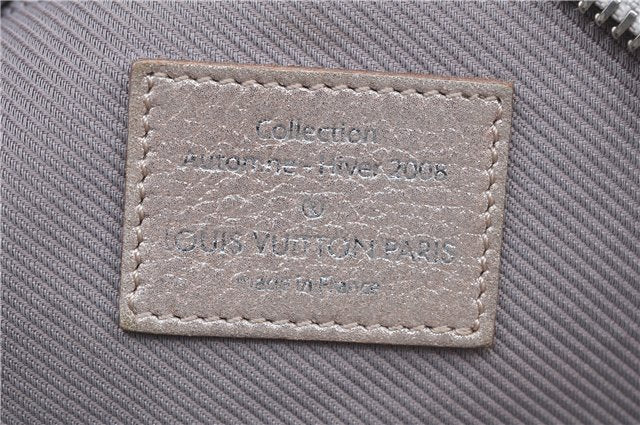 Collection
Automne - Hiver 2008
®
LOUIS VUITTON PARIS
made in France